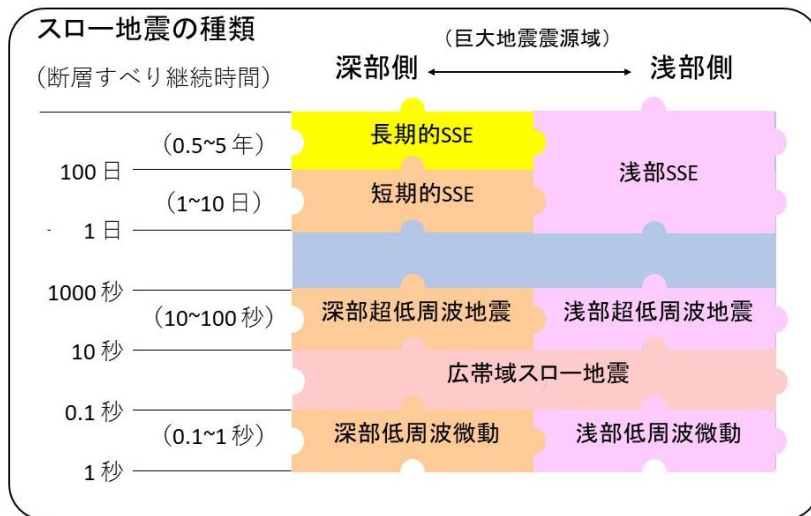 スロー地震の種類
(断層すべり継続時間)
(巨大地震震源域)
深部側
浅部側
(0.5~5 年)
長期的SSE
100 日
浅部SSE
(1~10 日)
短期的SSE
1 日
1000 秒
(10~100 秒)
深部超低周波地震
浅部超低周波地震
10 秒
広帯域スロー地震
0.1 秒
(0.1~1 秒)
深部低周波微動
浅部低周波微動
1 秒